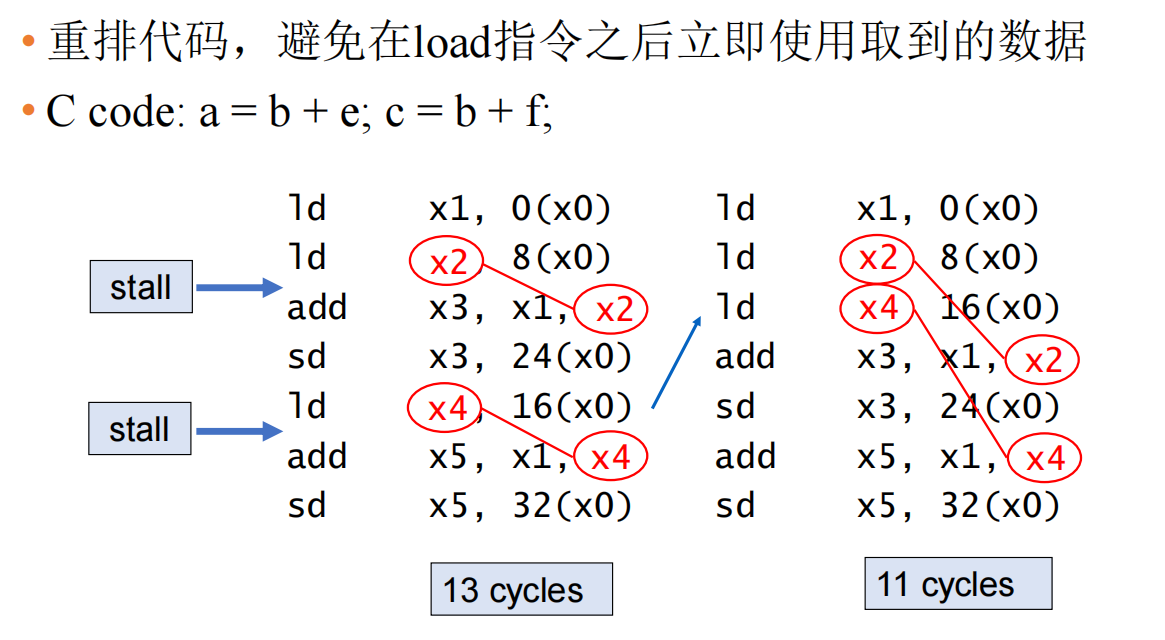 • 重排代码，避免在load指令之后立即使用取到的数据
• C code: a = b + e; c = b + f;
ld x1, 0(x0)
ld x2, 8(x0)
stall
add x3, x1, x2
sd x3, 24(x0)
ld x4, 16(x0)
stall
add x5, x1, x4
sd x5, 32(x0)
13 cycles
ld x1, 0(x0)
ld x2 8(x0)
ld x4 16(x0)
add x3, x1, x2
sd x3, 24(x0)
add x5, x1, x4
sd x5, 32(x0)
11 cycles